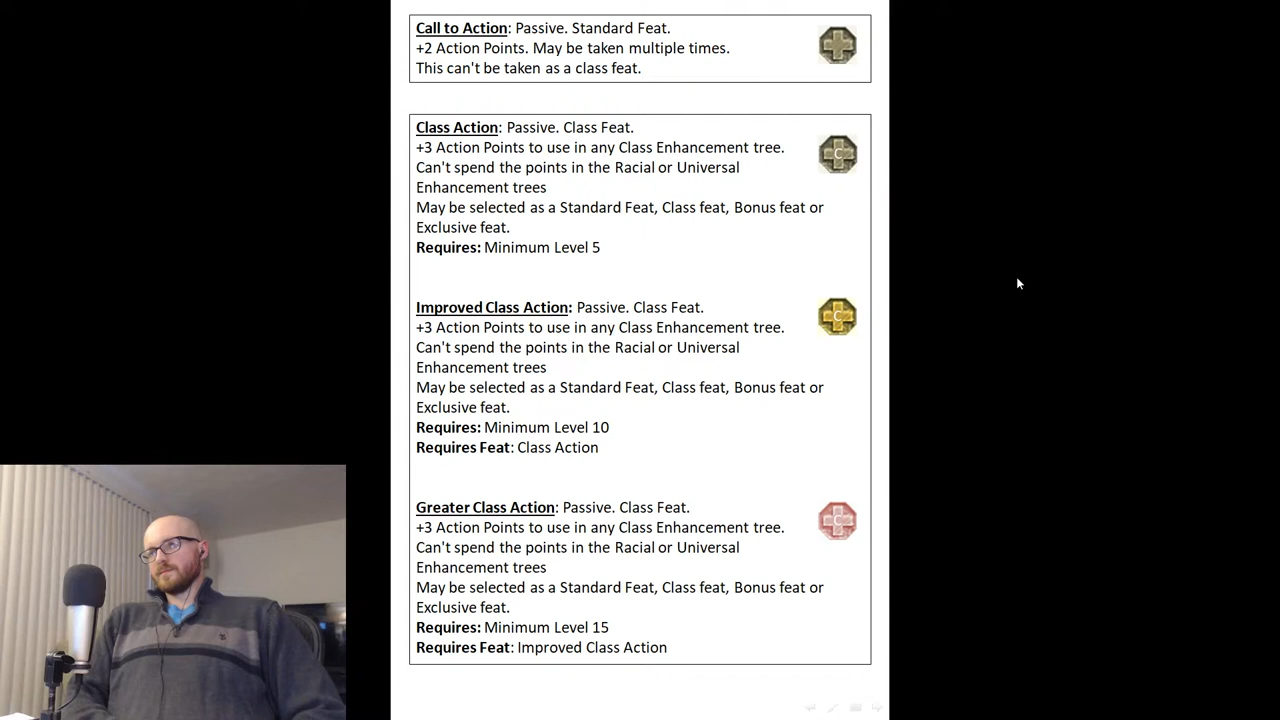 Call to Action: Passive. Standard Feat.
+2 Action Points. May be taken multiple times.
This can't be taken as a class feat.
Class Action: Passive. Class Feat.
+3 Action Points to use in any Class Enhancement tree.
Can't spend the points in the Racial or Universal
Enhancement trees
May be selected as a Standard Feat, Class feat, Bonus feat or
Exclusive feat.
Requires: Minimum Level 5
C
Improved Class Action: Passive. Class Feat.
+3 Action Points to use in any Class Enhancement tree.
Can't spend the points in the Racial or Universal
Enhancement trees
May be selected as a Standard Feat, Class feat, Bonus feat or
Exclusive feat.
Requires: Minimum Level 10
Requires Feat: Class Action
C
Greater Class Action: Passive. Class Feat.
+3 Action Points to use in any Class Enhancement tree.
Can't spend the points in the Racial or Universal
Enhancement trees
May be selected as a Standard Feat, Class feat, Bonus feat or
Exclusive feat.
Requires: Minimum Level 15
Requires Feat: Improved Class Action
C